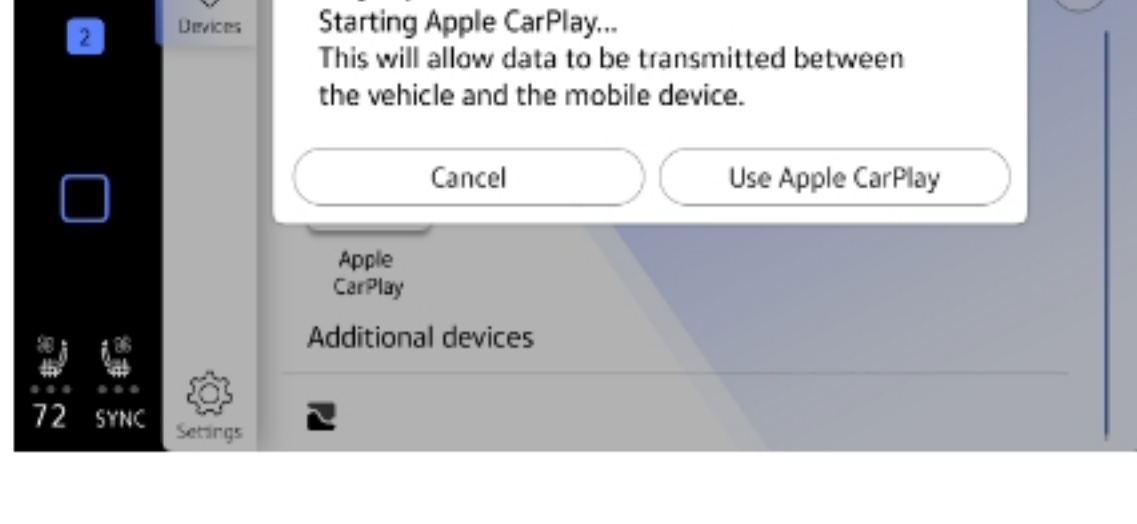 Devices
2
Starting Apple CarPlay...
This will allow data to be transmitted between
the vehicle and the mobile device.
Cancel
Use Apple CarPlay
Apple
CarPlay
Additional devices
72 SYNC
Settings